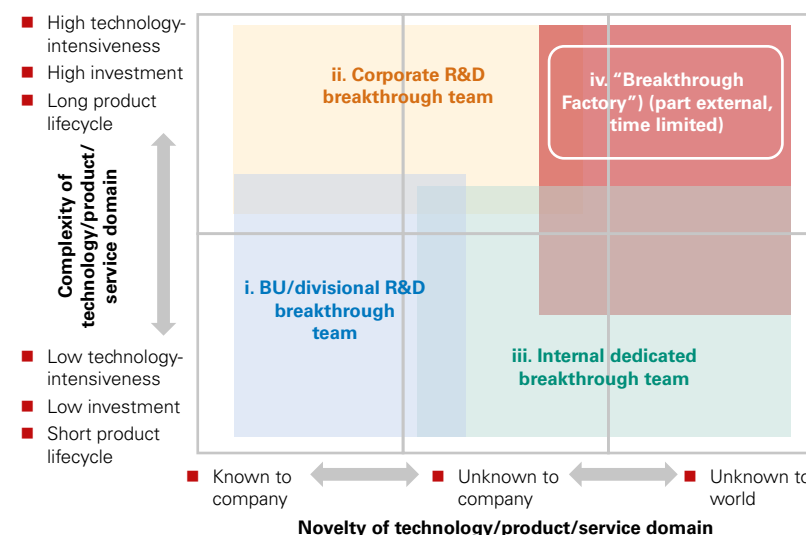 High technology-
intensiveness
High investment
Long product
lifecycle
Complexity of
technology/product/
service domain
Low technology-
intensiveness
Low investment
Short product
lifecycle
ii. Corporate R&D
breakthrough team
iv. “Breakthrough
Factory”) (part external,
time limited)
i. BU/divisional R&D
breakthrough
team
iii. Internal dedicated
breakthrough team
Known to
company
Unknown to
company
Unknown to
world
Novelty of technology/product/service domain